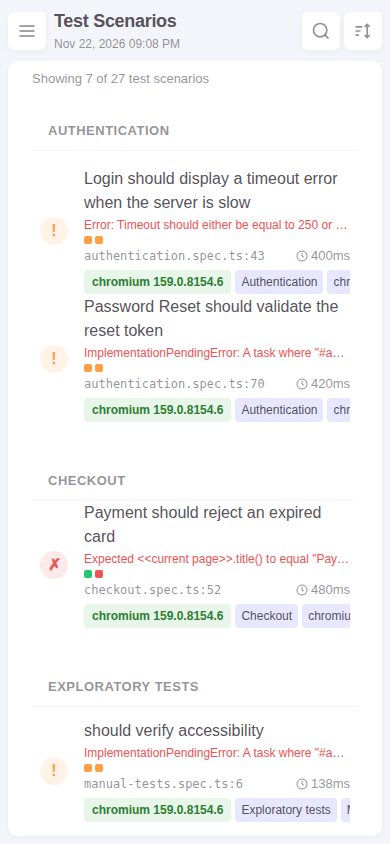 Test Scenarios
Nov 22, 2026 09:08 PM
Showing 7 of 27 test scenarios
AUTHENTICATION
Login should display a timeout error
when the server is slow
!
Error: Timeout should either be equal to 250 or …
authentication.spec.ts:43 400ms
chromium 159.0.8154.6 Authentication chr
Password Reset should validate the
reset token
!
ImplementationPendingError: A task where "#a…
authentication.spec.ts:70 420ms
chromium 159.0.8154.6 Authentication chr
CHECKOUT
Payment should reject an expired
card
✗
Expected <<current page>>.title() to equal "Pay…
checkout.spec.ts:52 480ms
chromium 159.0.8154.6 Checkout chromiu
EXPLORATORY TESTS
should verify accessibility
!
ImplementationPendingError: A task where "#a…
manual-tests.spec.ts:6 138ms
chromium 159.0.8154.6 Exploratory tests